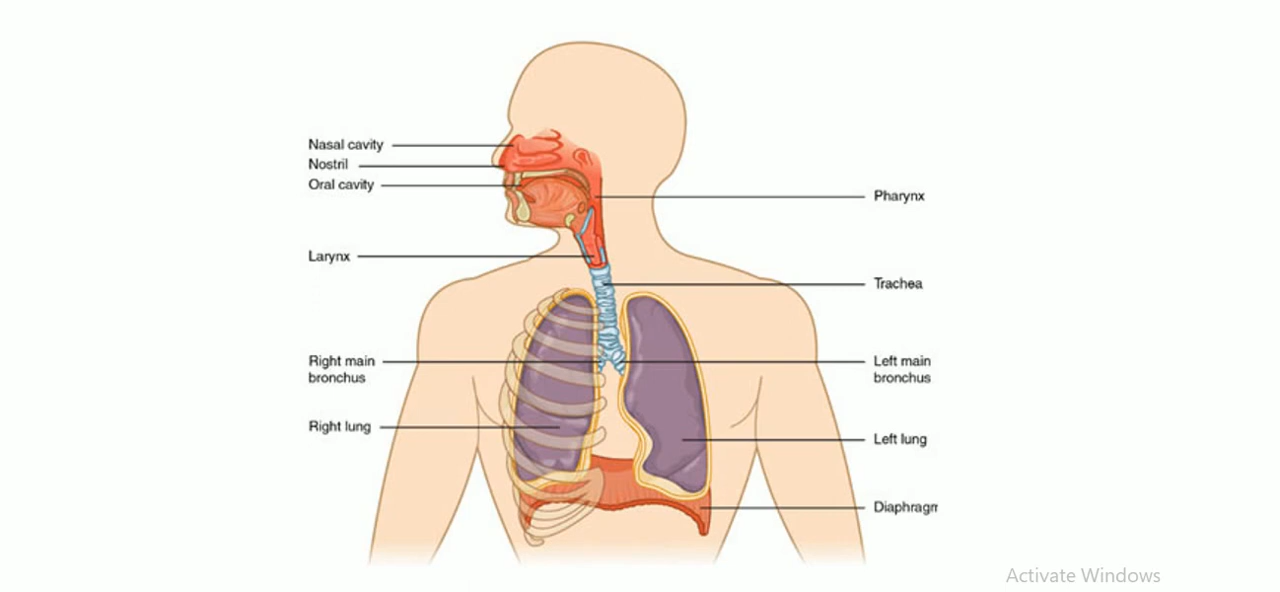 Nasal cavity
Nostril
Oral cavity
Pharynx
Larynx
Trachea
Right main
bronchus
Left main
bronchus
Right lung
Left lung
Diaphragm
Activate Windows